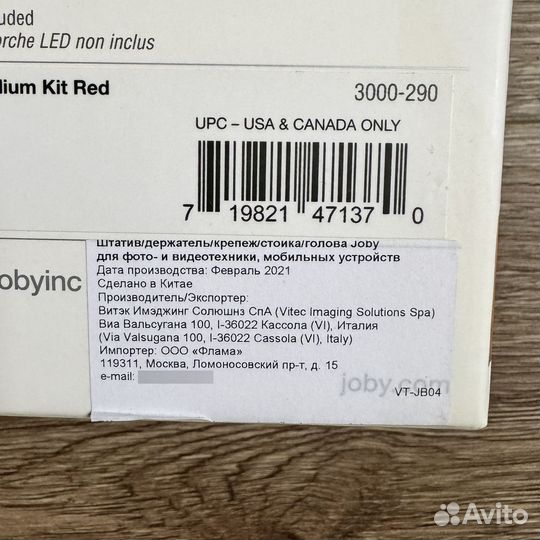 uded
orche LED non inclus
dium Kit Red
3000-290
UPC – USA & CANADA ONLY
7 19821 47137 0
obyinc
Штатив/держатель/крепеж/стойка/голова Joby
для фото- и видеотехники, мобильных устройств
Дата производства: Февраль 2021
Сделано в Китае
Производитель/Экспортер:
Витэк Имэджинг Солюшнз СпА (Vitec Imaging Solutions Spa)
Виа Вальсугана 100, I-36022 Кассола (VI), Италия
(Via Valsugana 100, I-36022 Cassola (VI), Italy)
Импортер: ООО «Флама»
119311, Москва, Ломоносовский пр-т, д. 15
e-mail:
joby.com
VT-JB04
Avito